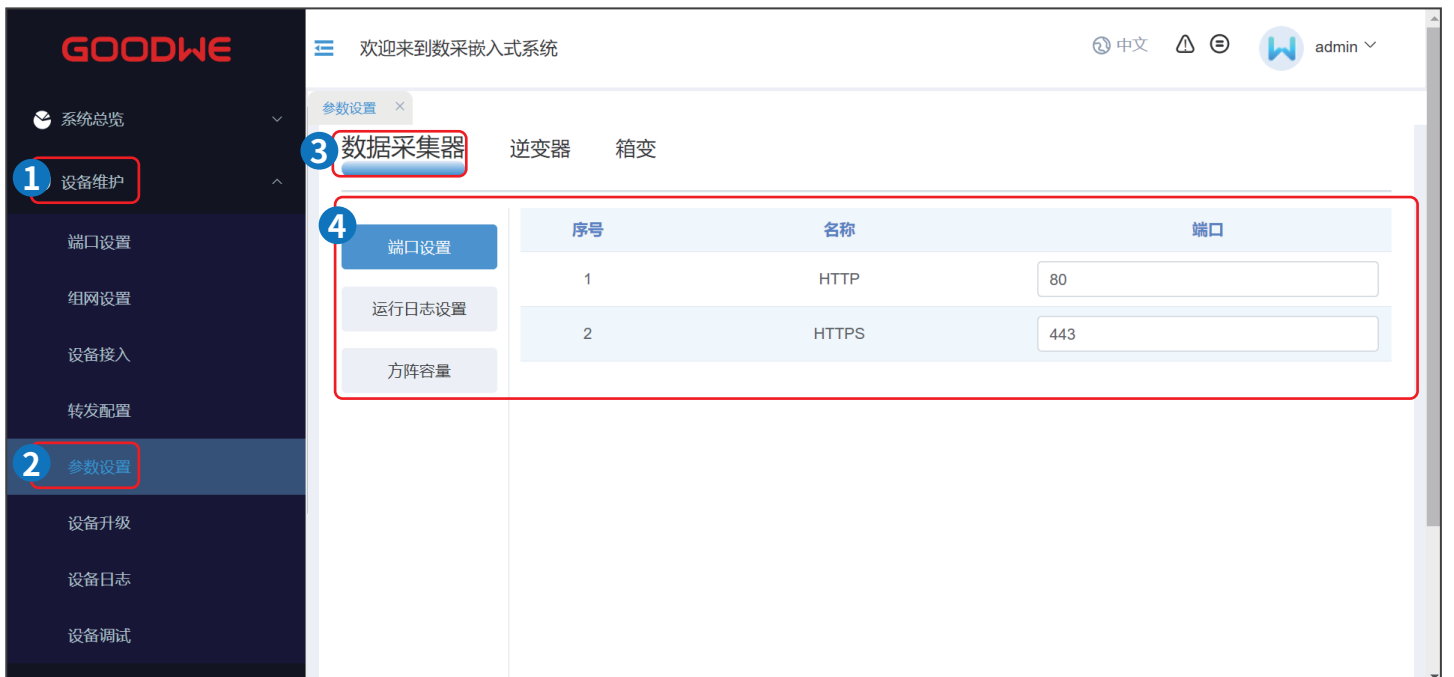 GOODWE
欢迎来到数采嵌入式系统
中文
admin
系统总览
1 设备维护
端口设置
组网设置
设备接入
转发配置
2 参数设置
设备升级
设备日志
设备调试
参数设置 ×
3 数据采集器 逆变器 箱变
4
端口设置
运行日志设置
方阵容量
序号 名称 端口
1 HTTP 80
2 HTTPS 443